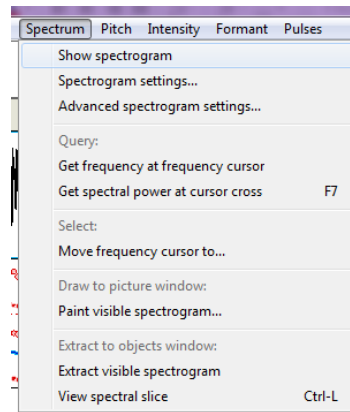 Spectrum Pitch Intensity Formant Pulses
Show spectrogram
Spectrogram settings...
Advanced spectrogram settings...
Query:
Get frequency at frequency cursor
Get spectral power at cursor cross F7
Select:
Move frequency cursor to...
Draw to picture window:
Paint visible spectrogram...
Extract to objects window:
Extract visible spectrogram
View spectral slice Ctrl-L